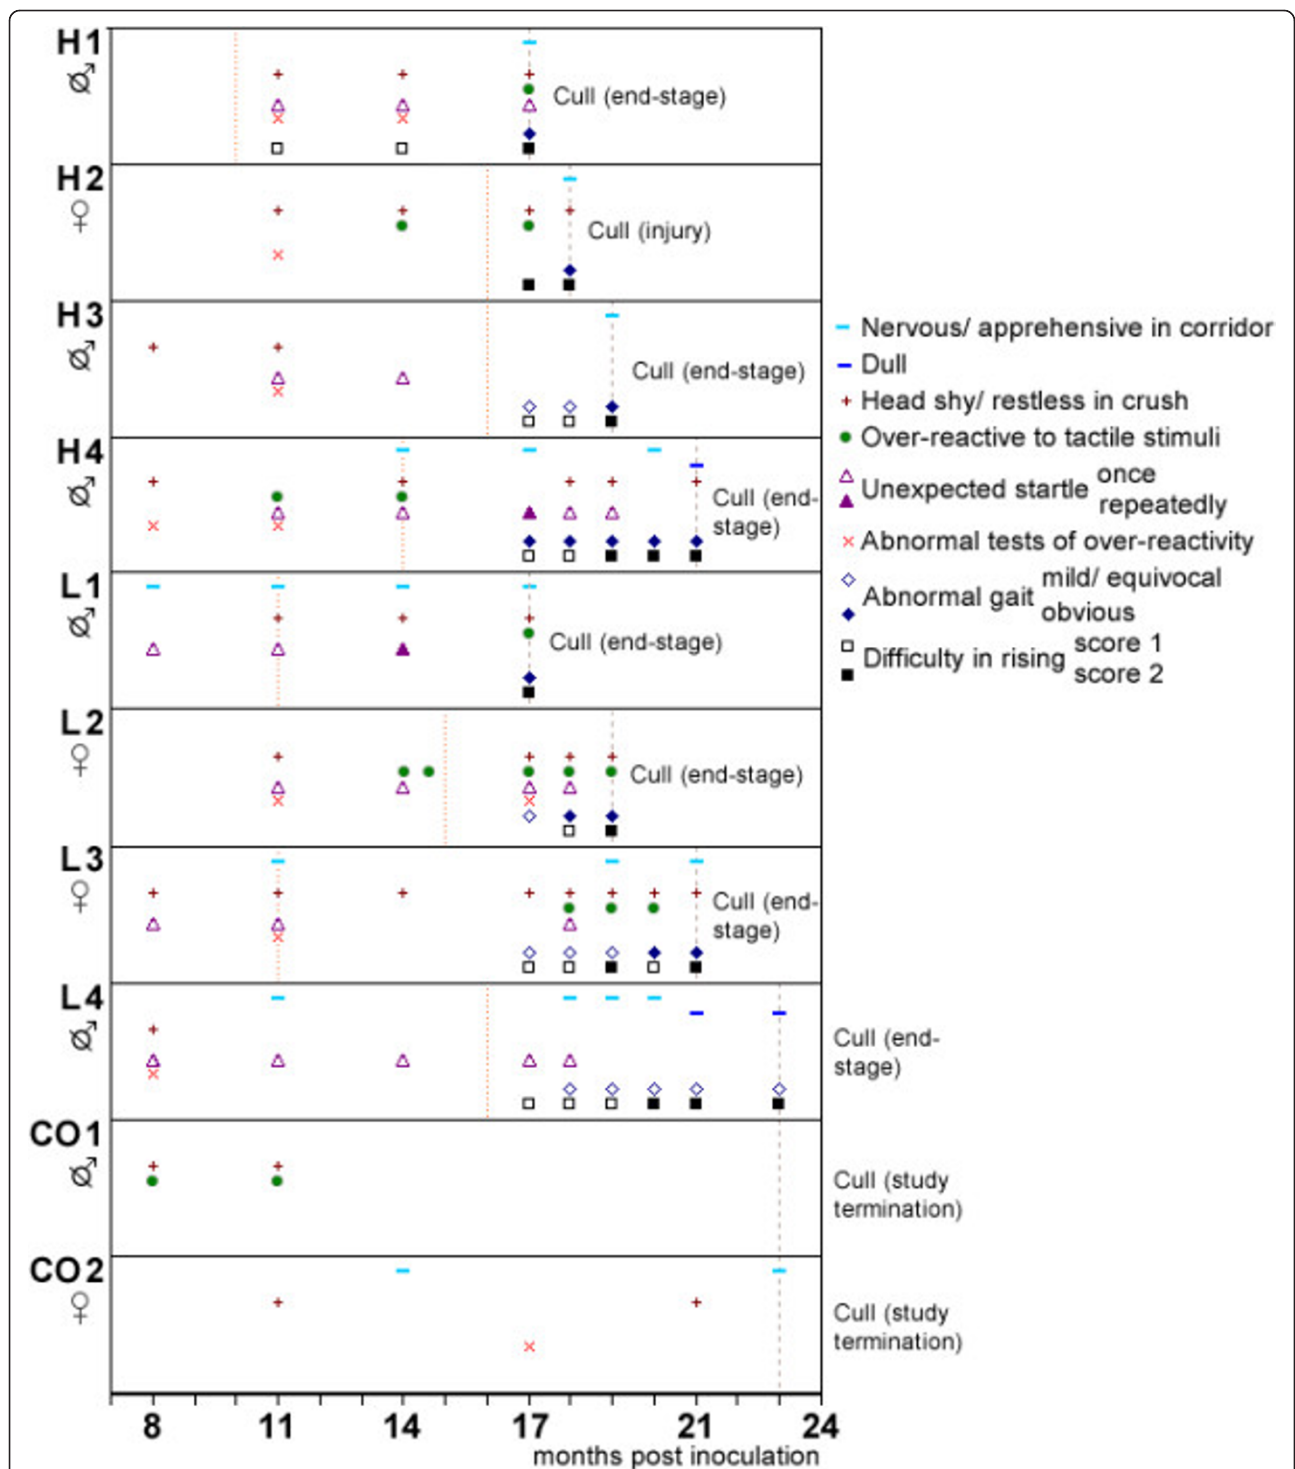 H1
Cull (end-stage)
H2
Cull (injury)
H3
Cull (end-stage)
H4
Cull (end-
stage)
L1
Cull (end-stage)
L2
Cull (end-stage)
L3
Cull (end-
stage)
L4
Cull (end-
stage)
CO1
Cull (study
termination)
CO2
Cull (study
termination)
8 11 14 17 21 24
months post inoculation
Nervous/ apprehensive in corridor
Dull
Head shy/ restless in crush
Over-reactive to tactile stimuli
Unexpected startle once
repeatedly
Abnormal tests of over-reactivity
Abnormal gait mild/ equivocal
obvious
Difficulty in rising score 1
score 2